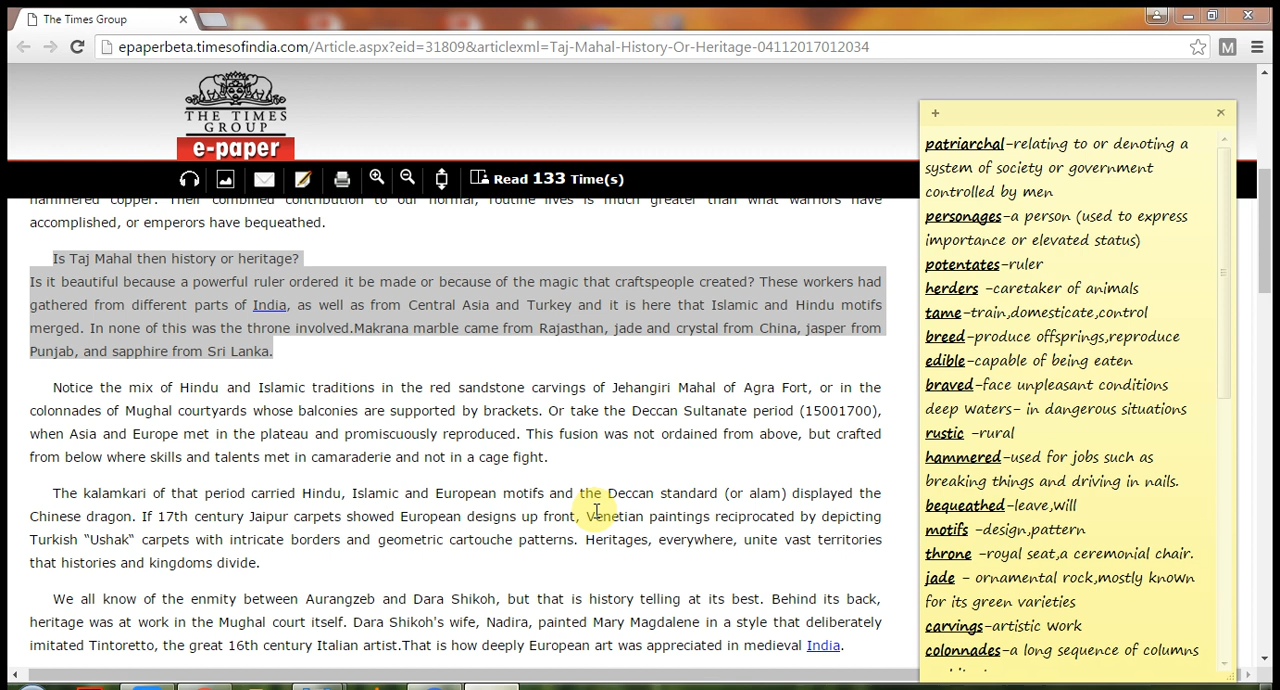 The Times Group
epaperbeta.timesofindia.com/Article.aspx?eid=31809&articlexml=Taj-Mahal-History-Or-Heritage-04112017012034
M
THE TIMES
GROUP
e-paper
Read 133 Time(s)
hammered copper. Their combined contribution to our normal, routine lives is much greater than what warriors have
accomplished, or emperors have bequeathed.
Is Taj Mahal then history or heritage?
Is it beautiful because a powerful ruler ordered it be made or because of the magic that craftspeople created? These workers had
gathered from different parts of India, as well as from Central Asia and Turkey and it is here that Islamic and Hindu motifs
merged. In none of this was the throne involved.Makrana marble came from Rajasthan, jade and crystal from China, jasper from
Punjab, and sapphire from Sri Lanka.
Notice the mix of Hindu and Islamic traditions in the red sandstone carvings of Jehangiri Mahal of Agra Fort, or in the
colonnades of Mughal courtyards whose balconies are supported by brackets. Or take the Deccan Sultanate period (15001700),
when Asia and Europe met in the plateau and promiscuously reproduced. This fusion was not ordained from above, but crafted
from below where skills and talents met in camaraderie and not in a cage fight.
The kalamkari of that period carried Hindu, Islamic and European motifs and the Deccan standard (or alam) displayed the
Chinese dragon. If 17th century Jaipur carpets showed European designs up front, Venetian paintings reciprocated by depicting
Turkish "Ushak" carpets with intricate borders and geometric cartouche patterns. Heritages, everywhere, unite vast territories
that histories and kingdoms divide.
We all know of the enmity between Aurangzeb and Dara Shikoh, but that is history telling at its best. Behind its back,
heritage was at work in the Mughal court itself. Dara Shikoh's wife, Nadira, painted Mary Magdalene in a style that deliberately
imitated Tintoretto, the great 16th century Italian artist.That is how deeply European art was appreciated in medieval India.
patriarchal-relating to or denoting a
system of society or government
controlled by men
personages-a person (used to express
importance or elevated status)
potentates-ruler
herders -caretaker of animals
tame-train,domesticate,control
breed-produce offsprings,reproduce
edible-capable of being eaten
braved-face unpleasant conditions
deep waters- in dangerous situations
rustic -rural
hammered-used for jobs such as
breaking things and driving in nails.
bequeathed-leave,will
motifs -design,pattern
throne -royal seat,a ceremonial chair.
jade - ornamental rock,mostly known
for its green varieties
carvings-artistic work
colonnades-a long sequence of columns